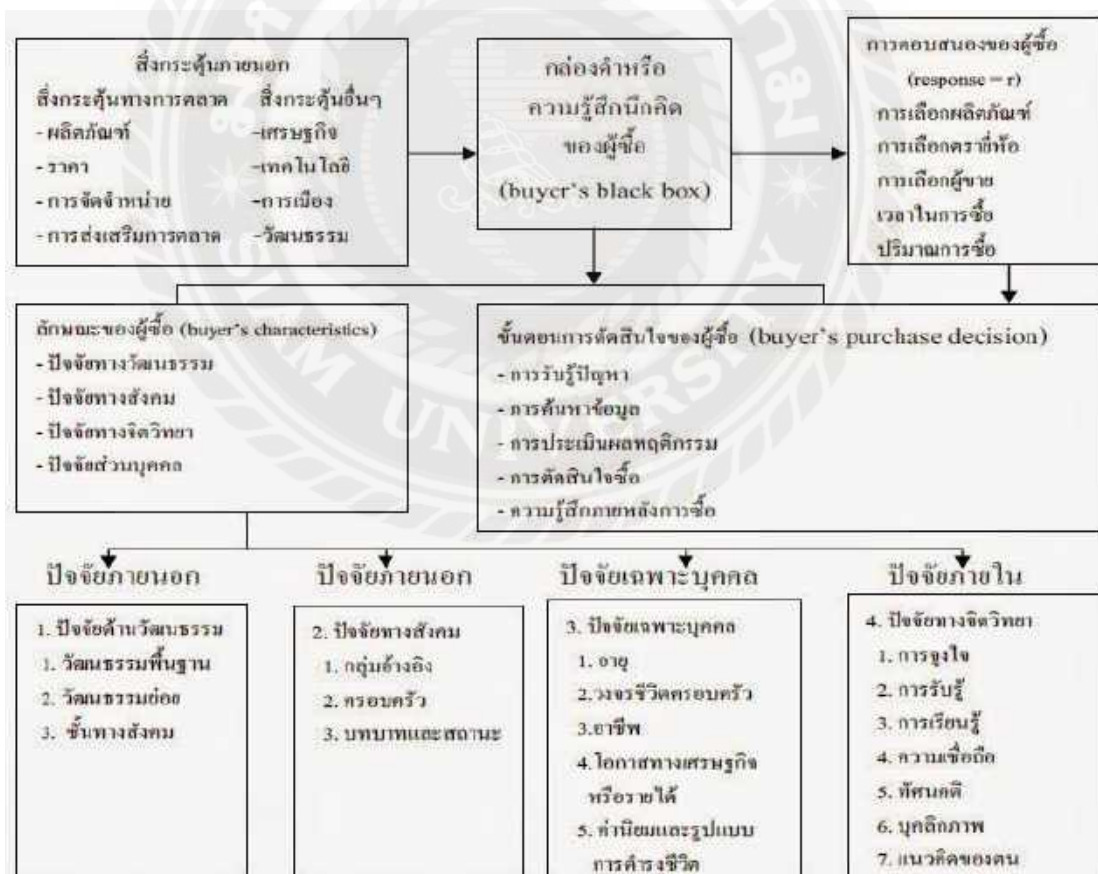 สิ่งกระตุ้นภายนอก
สิ่งกระตุ้นทางการตลาด สิ่งกระตุ้นอื่นๆ
-ผลิตภัณฑ์ -เศรษฐกิจ
-ราคา -เทคโนโลยี
-การจัดจำหน่าย -การเมือง
-การส่งเสริมการตลาด -วัฒนธรรม
กล่องดำหรือ
ความรู้สึกนึกคิด
ของผู้ซื้อ
(buyer's black box)
การตอบสนองของผู้ซื้อ
(response = r)
การเลือกผลิตภัณฑ์
การเลือกตรายี่ห้อ
การเลือกผู้ขาย
เวลาในการซื้อ
ปริมาณการซื้อ
ลักษณะของผู้ซื้อ (buyer's characteristics)
- ปัจจัยทางวัฒนธรรม
- ปัจจัยทางสังคม
- ปัจจัยทางจิตวิทยา
- ปัจจัยส่วนบุคคล
ขั้นตอนการตัดสินใจของผู้ซื้อ (buyer's purchase decision)
- การรับรู้ปัญหา
- การค้นหาข้อมูล
- การประเมินผลพฤติกรรม
- การตัดสินใจซื้อ
- ความรู้สึกภายหลังการซื้อ
ปัจจัยภายนอก
1. ปัจจัยด้านวัฒนธรรม
1. วัฒนธรรมพื้นฐาน
2. วัฒนธรรมย่อย
3. ชั้นทางสังคม
ปัจจัยภายนอก
2. ปัจจัยทางสังคม
1. กลุ่มอ้างอิง
2. ครอบครัว
3. บทบาทและสถานะ
ปัจจัยเฉพาะบุคคล
3. ปัจจัยเฉพาะบุคคล
1. อายุ
2.วงจรชีวิตครอบครัว
3.อาชีพ
4.โอกาสทางเศรษฐกิจ
หรือรายได้
5. ค่านิยมและรูปแบบ
การดำรงชีวิต
ปัจจัยภายใน
4. ปัจจัยทางจิตวิทยา
1. การจูงใจ
2. การรับรู้
3. การเรียนรู้
4. ความเชื่อถือ
5. ทัศนคติ
6. บุคลิกภาพ
7. แนวคิดของตน
SIAM UNIVERSITY